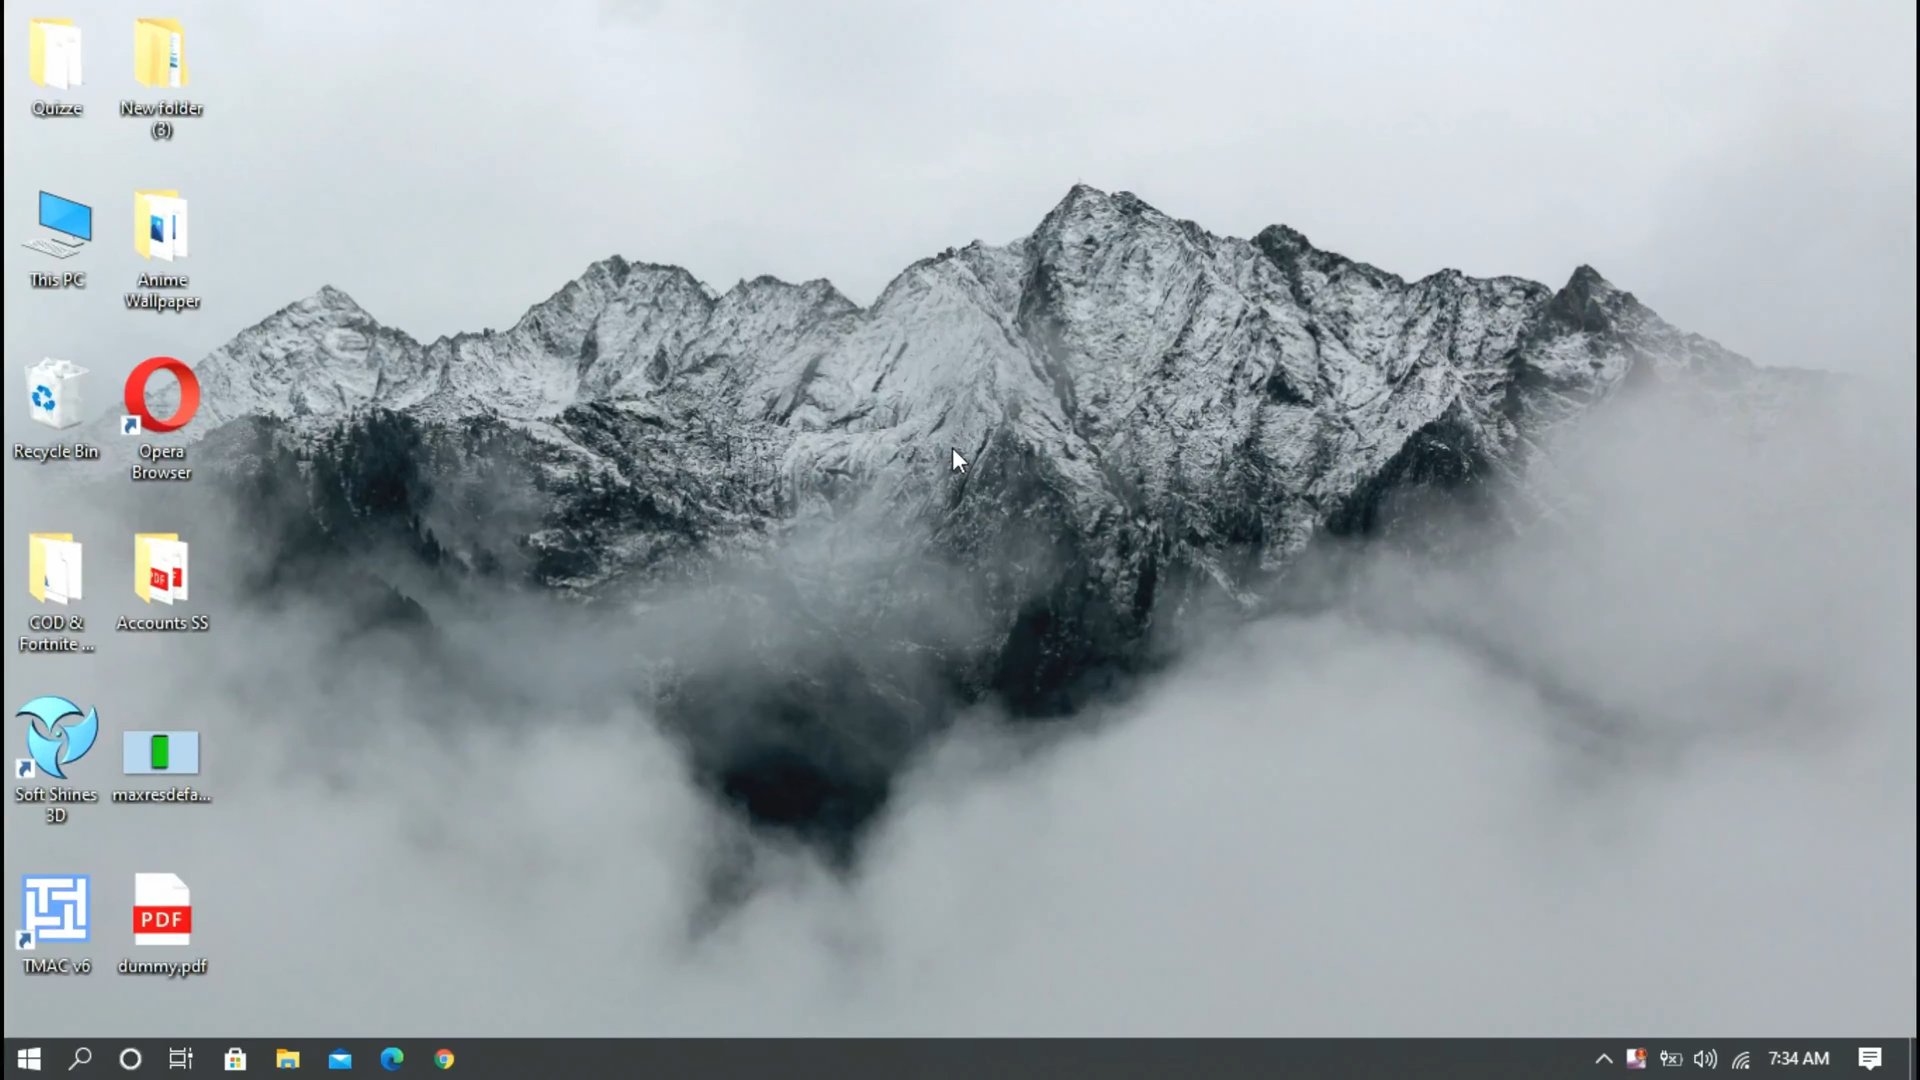 Quizze
New folder
(3)
This PC
Anime
Wallpaper
Recycle Bin
Opera
Browser
COD &
Fortnite ...
PDF
Accounts SS
Soft Shines
3D
maxresdefa...
TMAC v6
PDF
dummy.pdf
7:34 AM